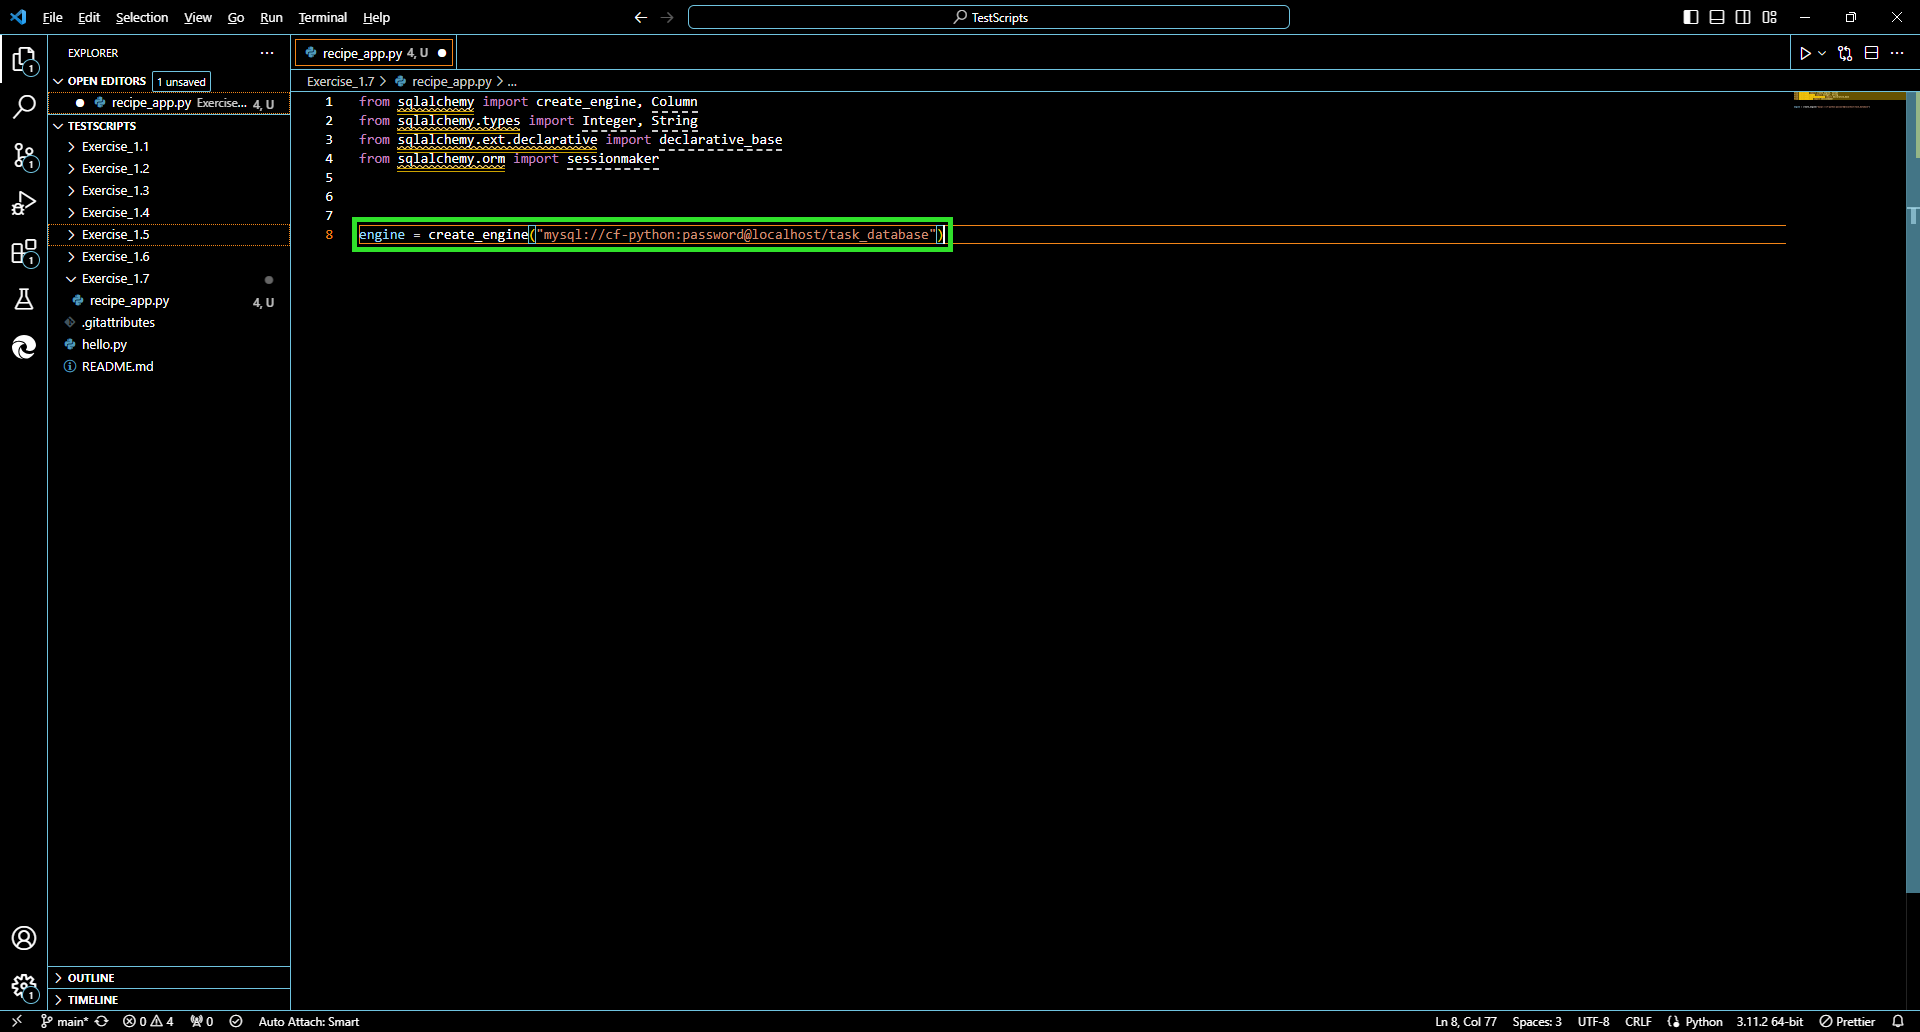 File Edit Selection View Go Run Terminal Help
TestScripts
EXPLORER
OPEN EDITORS 1 unsaved
recipe_app.py Exercise... 4, U
TESTSCRIPTS
Exercise_1.1
Exercise_1.2
Exercise_1.3
Exercise_1.4
Exercise_1.5
Exercise_1.6
Exercise_1.7
recipe_app.py 4, U
.gitattributes
hello.py
README.md
OUTLINE
TIMELINE
1
1
1
1
recipe_app.py 4, U
Exercise_1.7 > recipe_app.py > ...
1 from sqlalchemy import create_engine, Column
2 from sqlalchemy.types import Integer, String
3 from sqlalchemy.ext.declarative import declarative_base
4 from sqlalchemy.orm import sessionmaker
5
6
7
8 engine = create_engine("mysql://cf-python:password@localhost/task_database")
main* 0 4 0 Auto Attach: Smart
Ln 8, Col 77 Spaces: 3 UTF-8 CRLF Python 3.11.2 64-bit Prettier